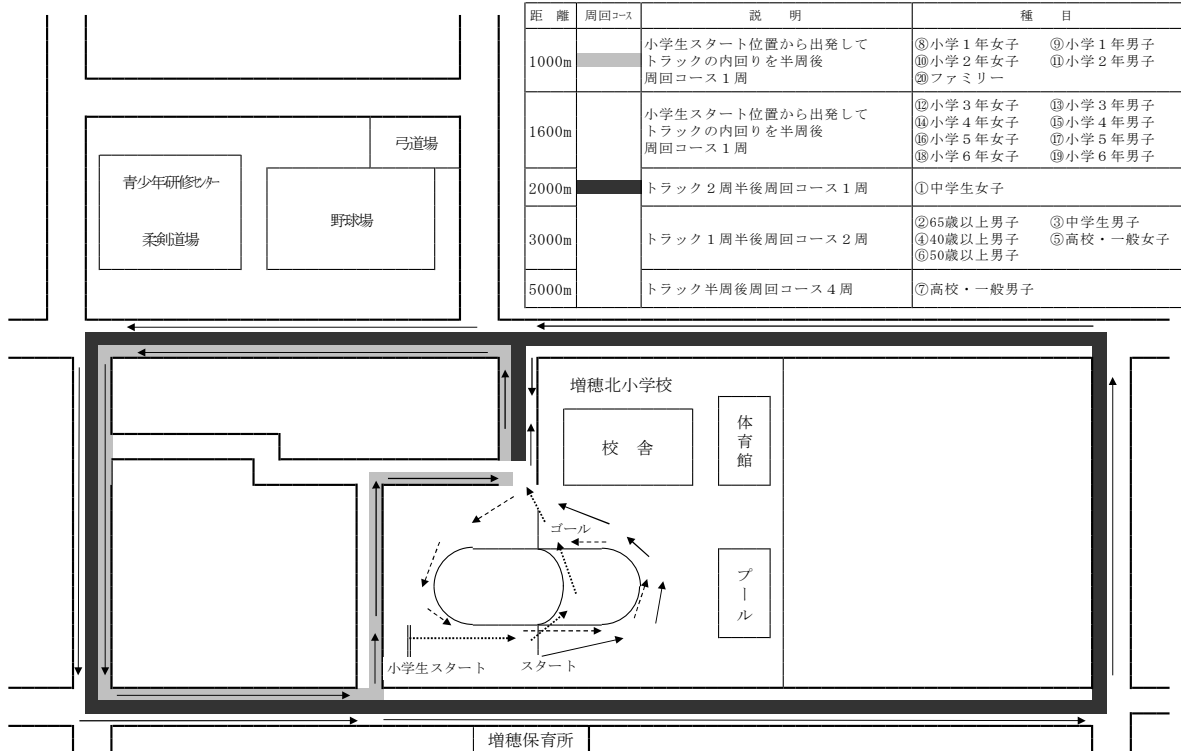 距　離　周回コース　説　　明　種　　目
1000m
小学生スタート位置から出発して
トラックの内回りを半周後
周回コース１周
⑧小学１年女子　⑨小学１年男子
⑩小学２年女子　⑪小学２年男子
⑳ファミリー
1600m
小学生スタート位置から出発して
トラックの内回りを半周後
周回コース１周
⑫小学３年女子　⑬小学３年男子
⑭小学４年女子　⑮小学４年男子
⑯小学５年女子　⑰小学５年男子
⑱小学６年女子　⑲小学６年男子
2000m　トラック２周半後周回コース１周　①中学生女子
3000m　トラック１周半後周回コース２周
②65歳以上男子　③中学生男子
④40歳以上男子　⑤高校・一般女子
⑥50歳以上男子
5000m　トラック半周後周回コース４周　⑦高校・一般男子
弓道場
青少年研修ｾﾝﾀｰ
柔剣道場
野球場
増穂北小学校
校　舎
体育館
ゴール
プール
小学生スタート
スタート
増穂保育所